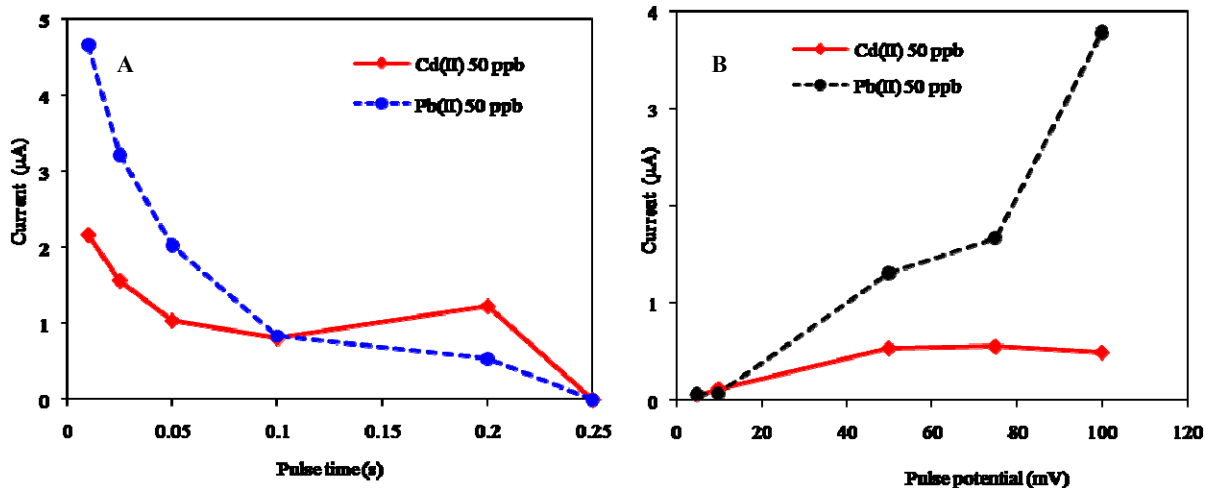 A
Cd(II) 50 ppb
Pb(II) 50 ppb
Current (µA)
5
4
3
2
1
0
0 0.05 0.1 0.15 0.2 0.25
Pulse time (s)
B
Cd(II) 50 ppb
Pb(II) 50 ppb
Current (µA)
4
3
2
1
0
0 20 40 60 80 100 120
Pulse potential (mV)